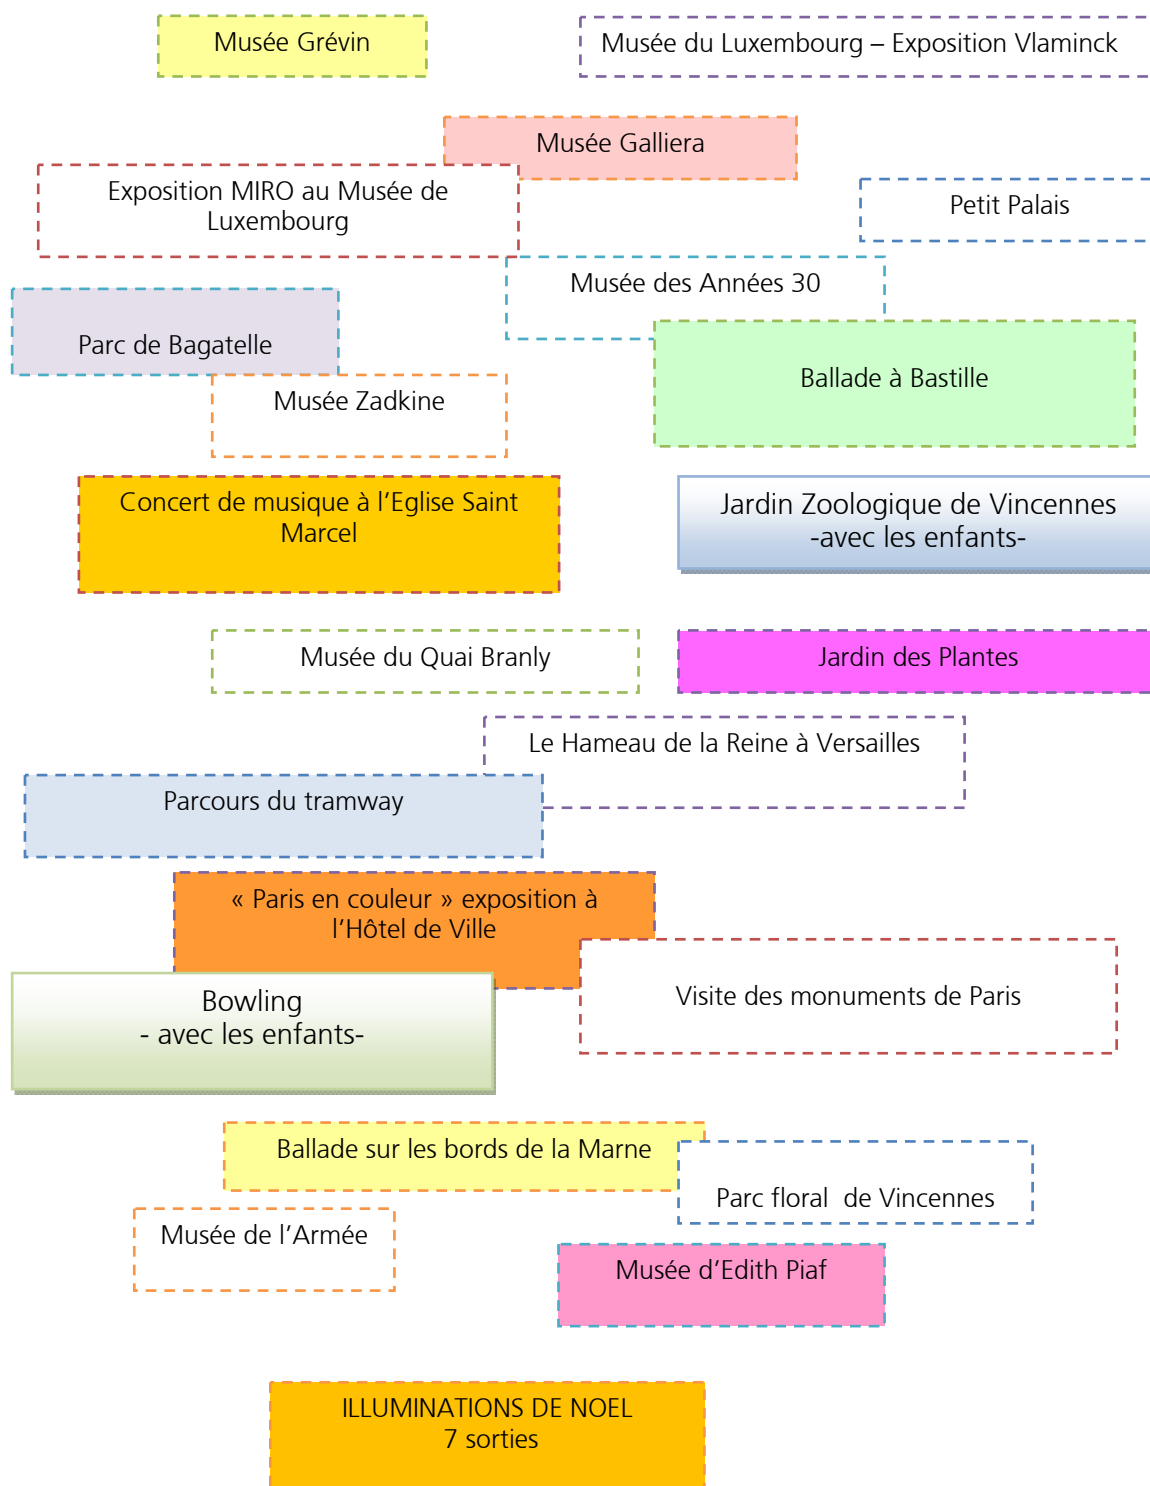 Musée Grévin
Musée du Luxembourg – Exposition Vlaminck
Musée Galliera
Exposition MIRO au Musée de
Luxembourg
Petit Palais
Musée des Années 30
Parc de Bagatelle
Ballade à Bastille
Musée Zadkine
Concert de musique à l’Eglise Saint
Marcel
Jardin Zoologique de Vincennes
-avec les enfants-
Musée du Quai Branly
Jardin des Plantes
Le Hameau de la Reine à Versailles
Parcours du tramway
« Paris en couleur » exposition à
l’Hôtel de Ville
Visite des monuments de Paris
Bowling
- avec les enfants-
Ballade sur les bords de la Marne
Parc floral  de Vincennes
Musée de l’Armée
Musée d’Edith Piaf
ILLUMINATIONS DE NOEL
7 sorties